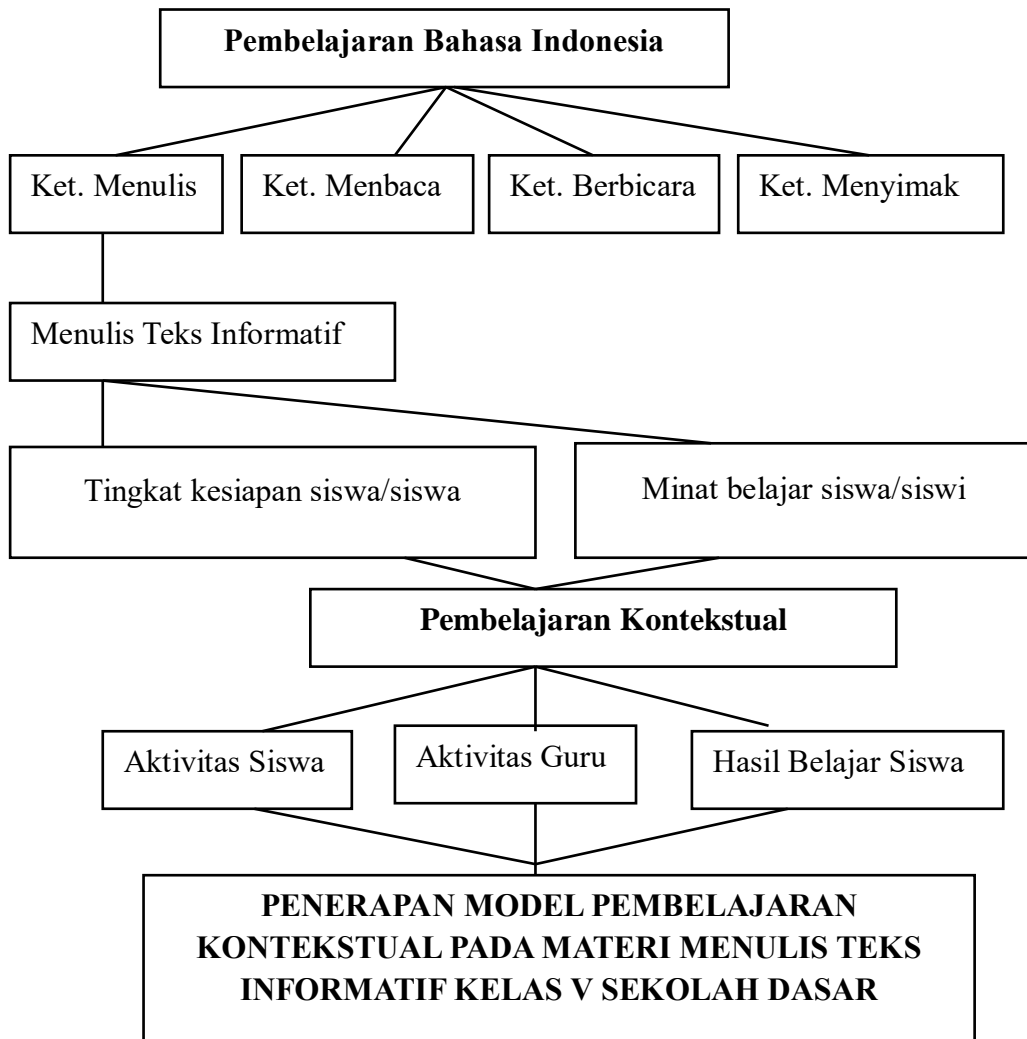 Pembelajaran Bahasa Indonesia
Ket. Menulis
Ket. Menbaca
Ket. Berbicara
Ket. Menyimak
Menulis Teks Informatif
Tingkat kesiapan siswa/siswa
Minat belajar siswa/siswi
Pembelajaran Kontekstual
Aktivitas Siswa
Aktivitas Guru
Hasil Belajar Siswa
PENERAPAN MODEL PEMBELAJARAN
KONTEKSTUAL PADA MATERI MENULIS TEKS
INFORMATIF KELAS V SEKOLAH DASAR